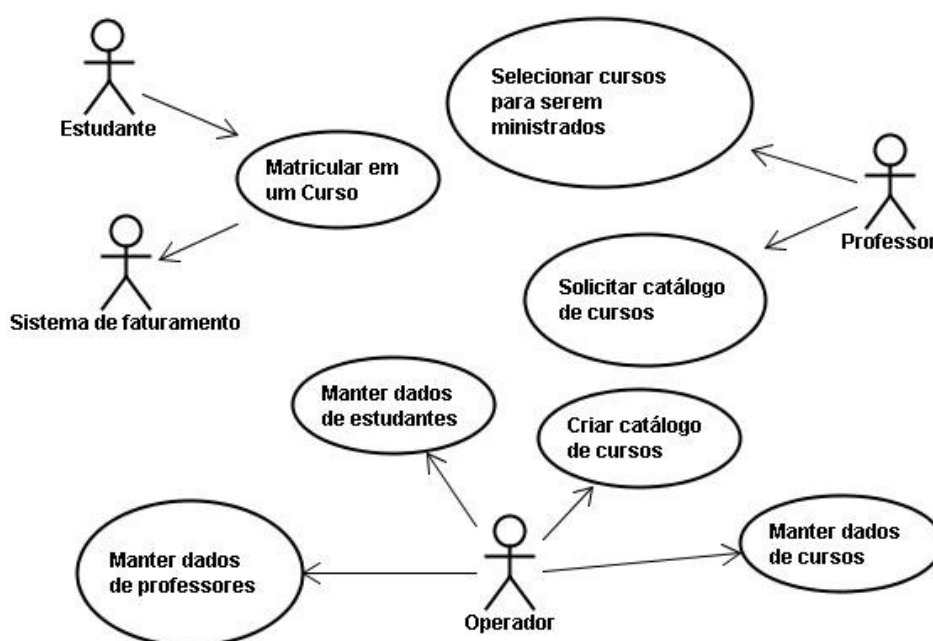 Estudante
Selecionar cursos
para serem
ministrados
Matricular em
um Curso
Professor
Sistema de faturamento
Solicitar catálogo
de cursos
Manter dados
de estudantes
Criar catálogo
de cursos
Manter dados
de professores
Operador
Manter dados
de cursos